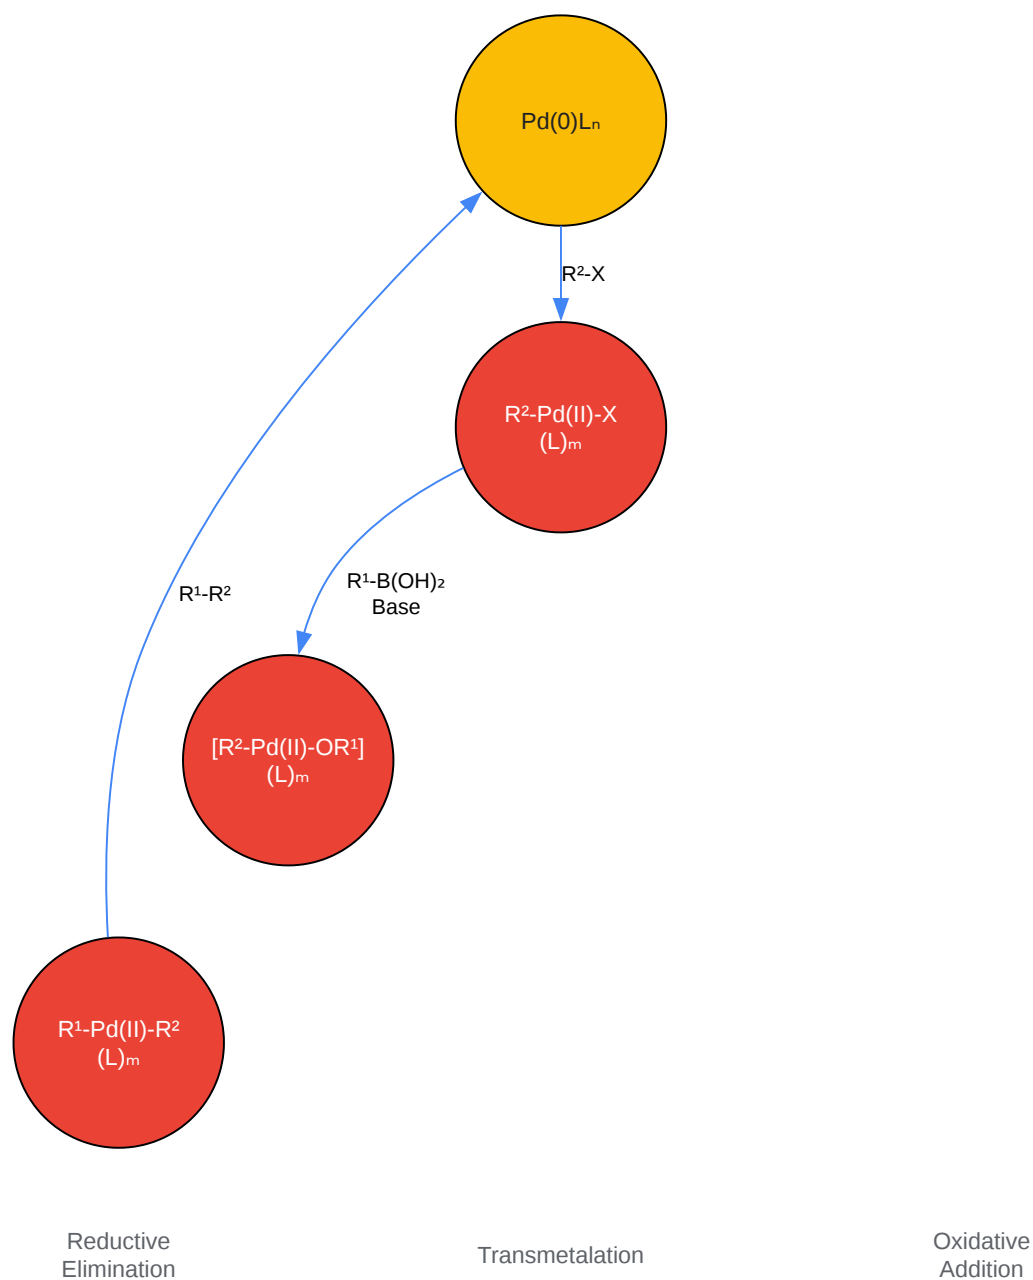 Pd(0)Lₙ
R²-X
R²-Pd(II)-X
(L)ₘ
R¹-B(OH)₂
Base
R¹-R²
[R²-Pd(II)-OR¹]
(L)ₘ
R¹-Pd(II)-R²
(L)ₘ
Reductive
Elimination
Transmetalation
Oxidative
Addition